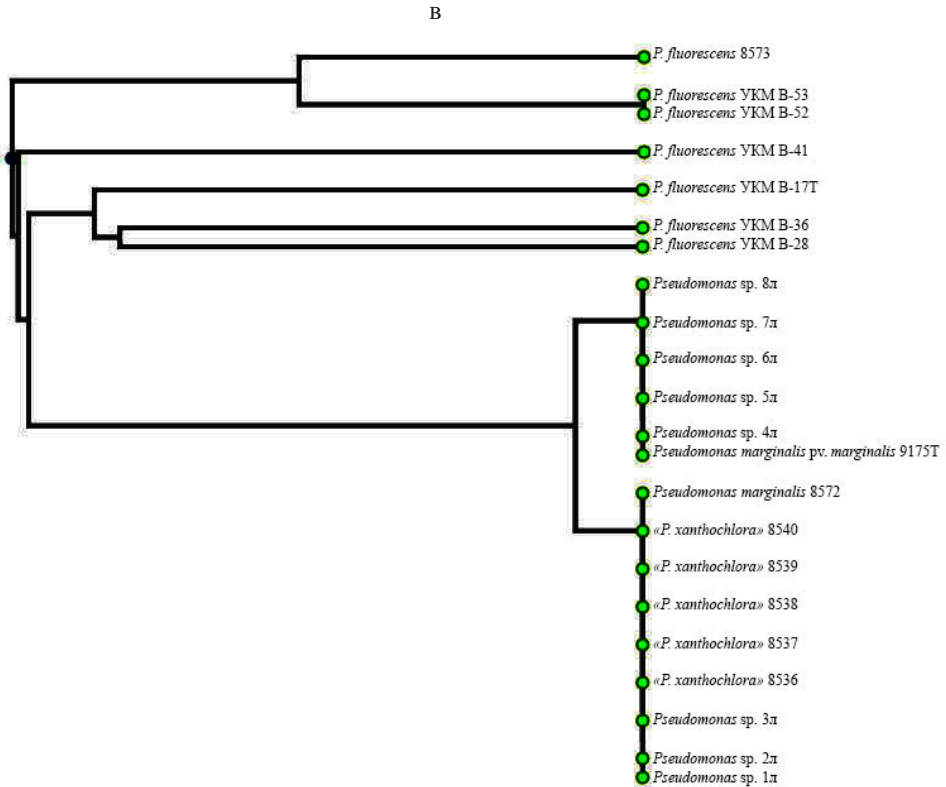 В
P. fluorescens 8573
P. fluorescens УКМ В-53
P. fluorescens УКМ В-52
P. fluorescens УКМ В-41
P. fluorescens УКМ В-17Т
P. fluorescens УКМ В-36
P. fluorescens УКМ В-28
Pseudomonas sp. 8л
Pseudomonas sp. 7л
Pseudomonas sp. 6л
Pseudomonas sp. 5л
Pseudomonas sp. 4л
Pseudomonas marginalis pv. marginalis 9175Т
Pseudomonas marginalis 8572
«P. xanthochlora» 8540
«P. xanthochlora» 8539
«P. xanthochlora» 8538
«P. xanthochlora» 8537
«P. xanthochlora» 8536
Pseudomonas sp. 3л
Pseudomonas sp. 2л
Pseudomonas sp. 1л